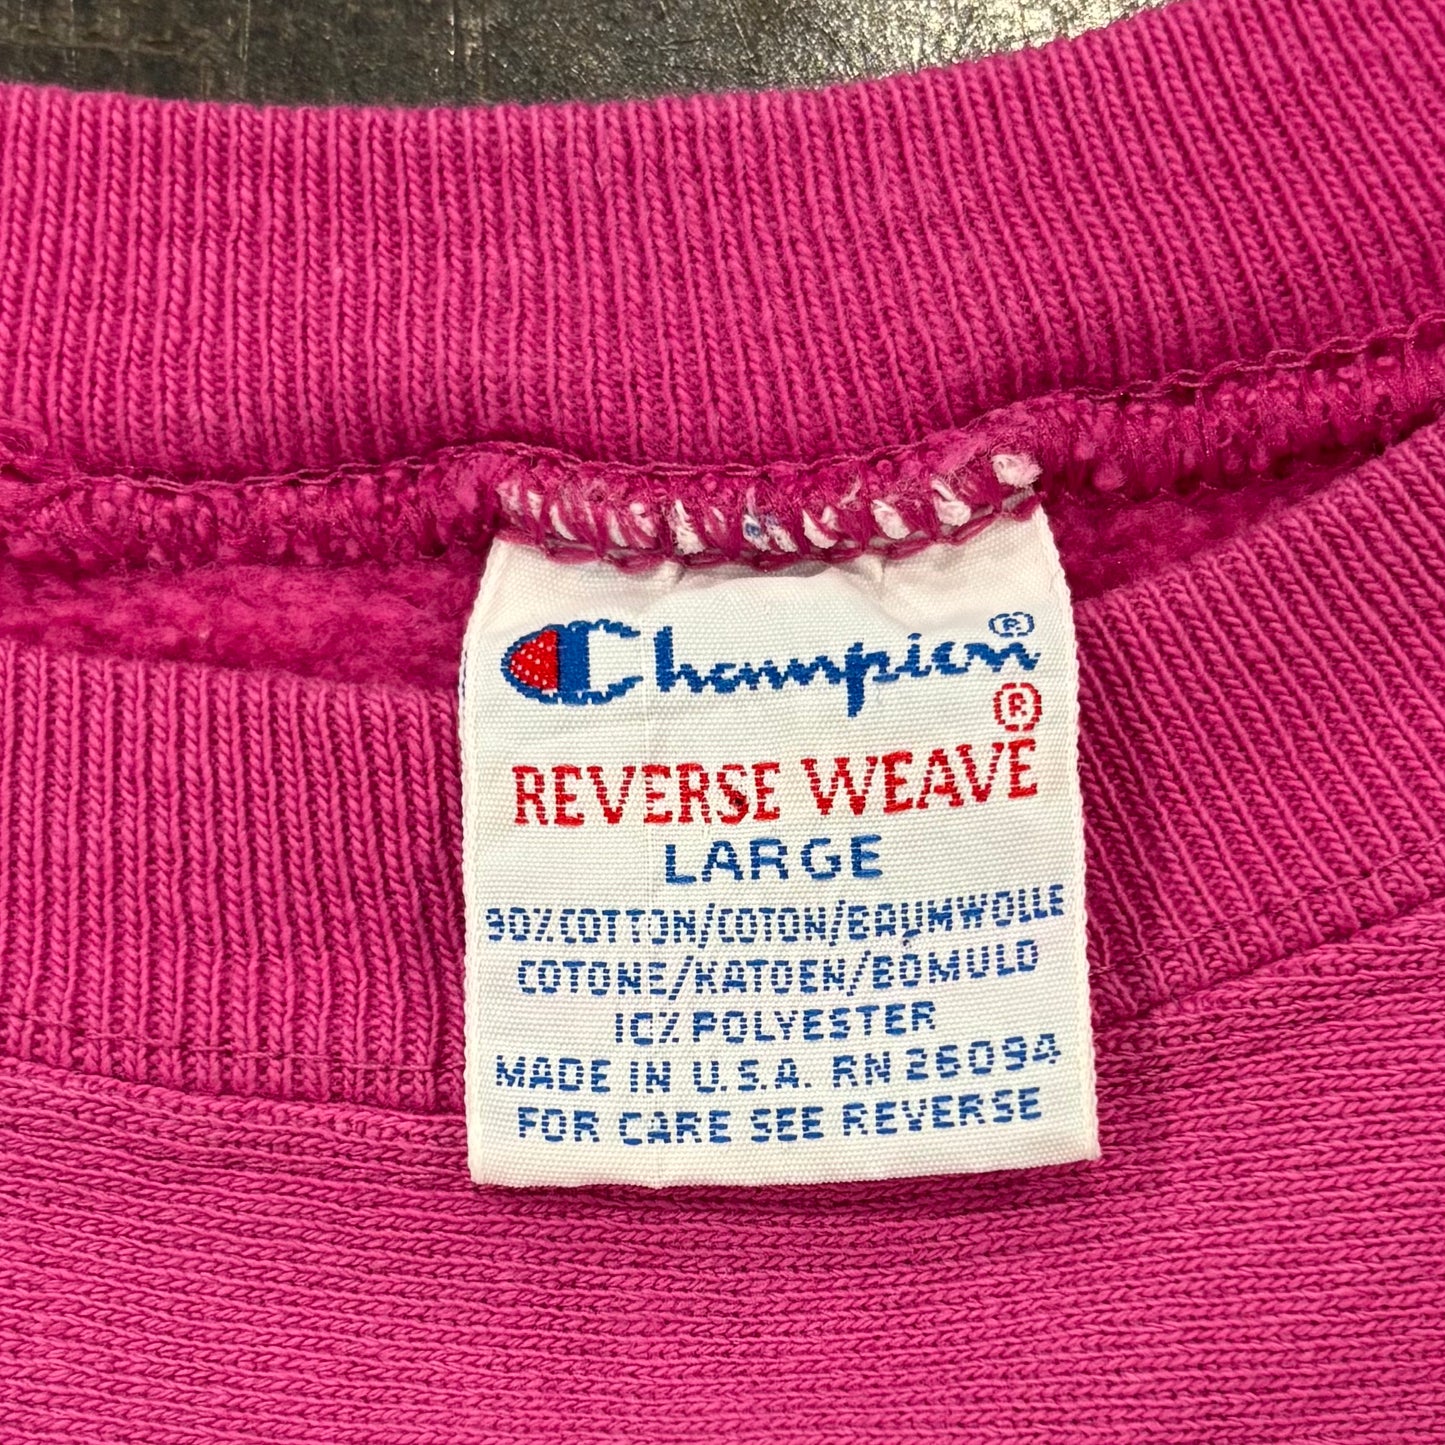 Champion®
®
REVERSE WEAVE
LARGE
90% COTTON/COTON/BAUMWOLLE
COTONE/KATOEN/BOMULD
10% POLYESTER
MADE IN U.S.A. RN 26094
FOR CARE SEE REVERSE